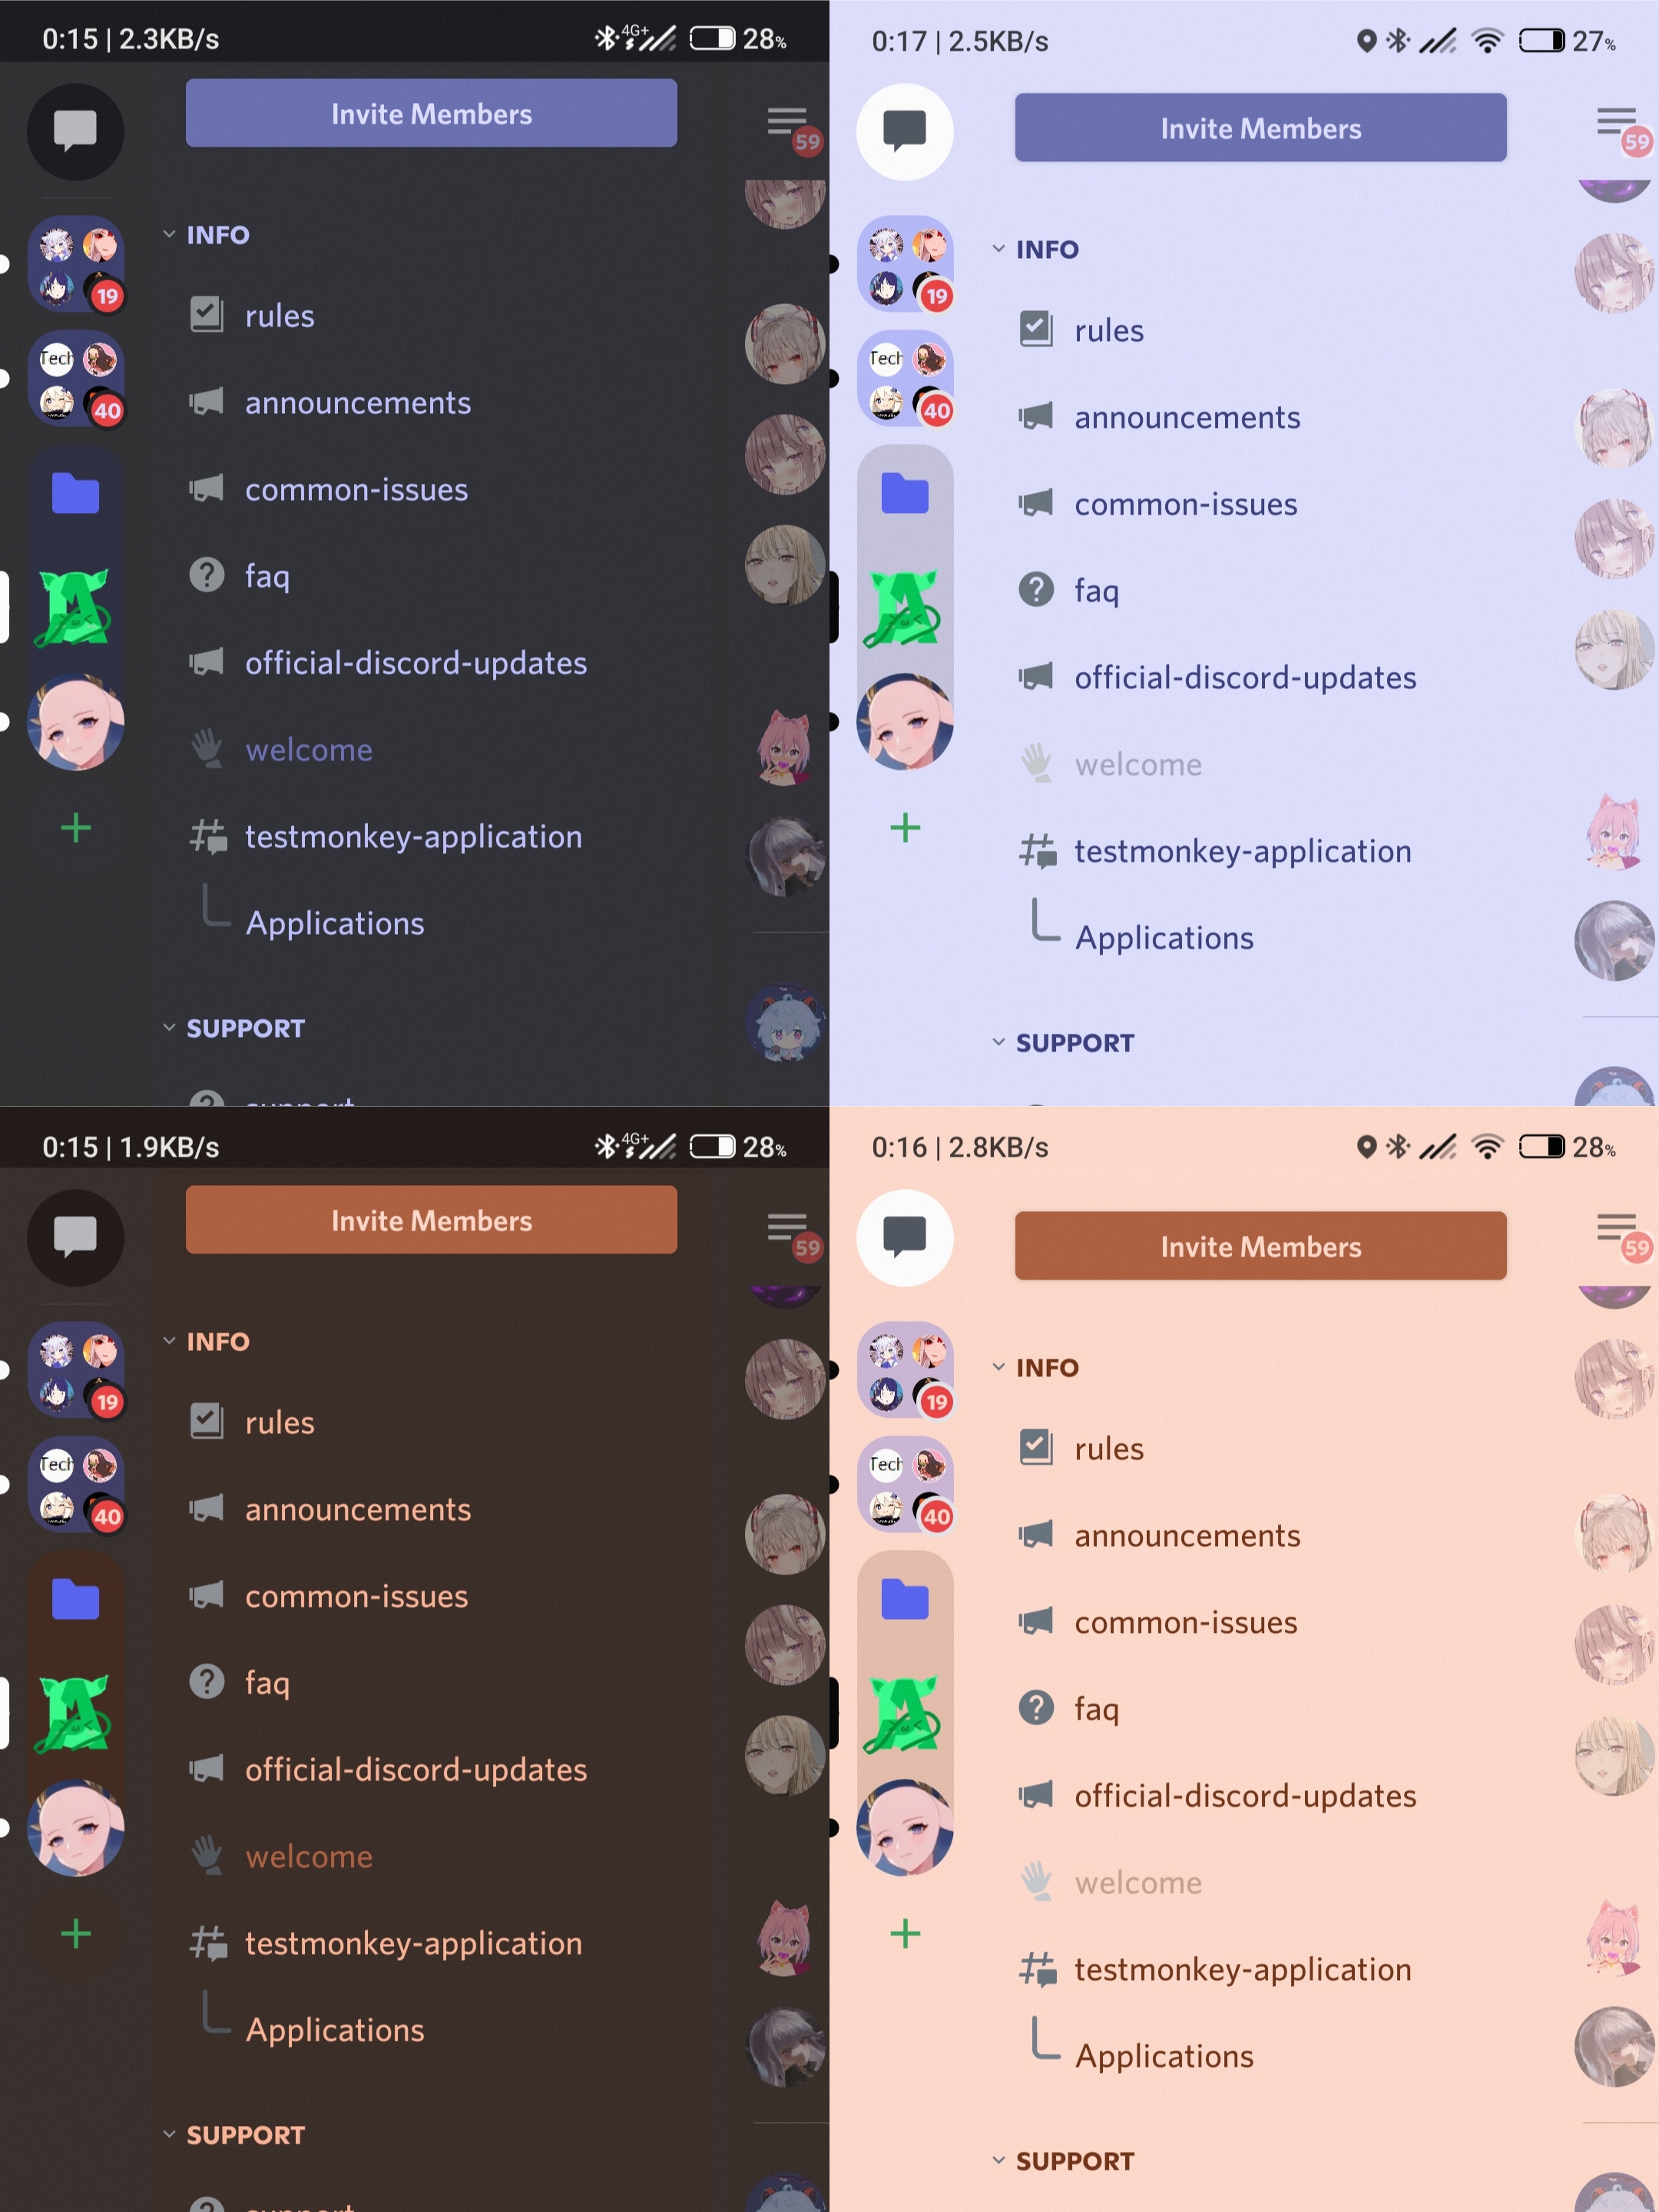 0:15 | 2.3KB/s 4G+ 28%
Invite Members
59
INFO
19
rules
Tech
announcements
40
common-issues
faq
official-discord-updates
welcome
testmonkey-application
Applications
SUPPORT
support
0:17 | 2.5KB/s 27%
Invite Members
59
INFO
19
rules
Tech
announcements
40
common-issues
faq
official-discord-updates
welcome
testmonkey-application
Applications
SUPPORT
0:15 | 1.9KB/s 4G+ 28%
Invite Members
59
INFO
19
rules
Tech
announcements
40
common-issues
faq
official-discord-updates
welcome
testmonkey-application
Applications
SUPPORT
support
0:16 | 2.8KB/s 28%
Invite Members
59
INFO
19
rules
Tech
announcements
40
common-issues
faq
official-discord-updates
welcome
testmonkey-application
Applications
SUPPORT